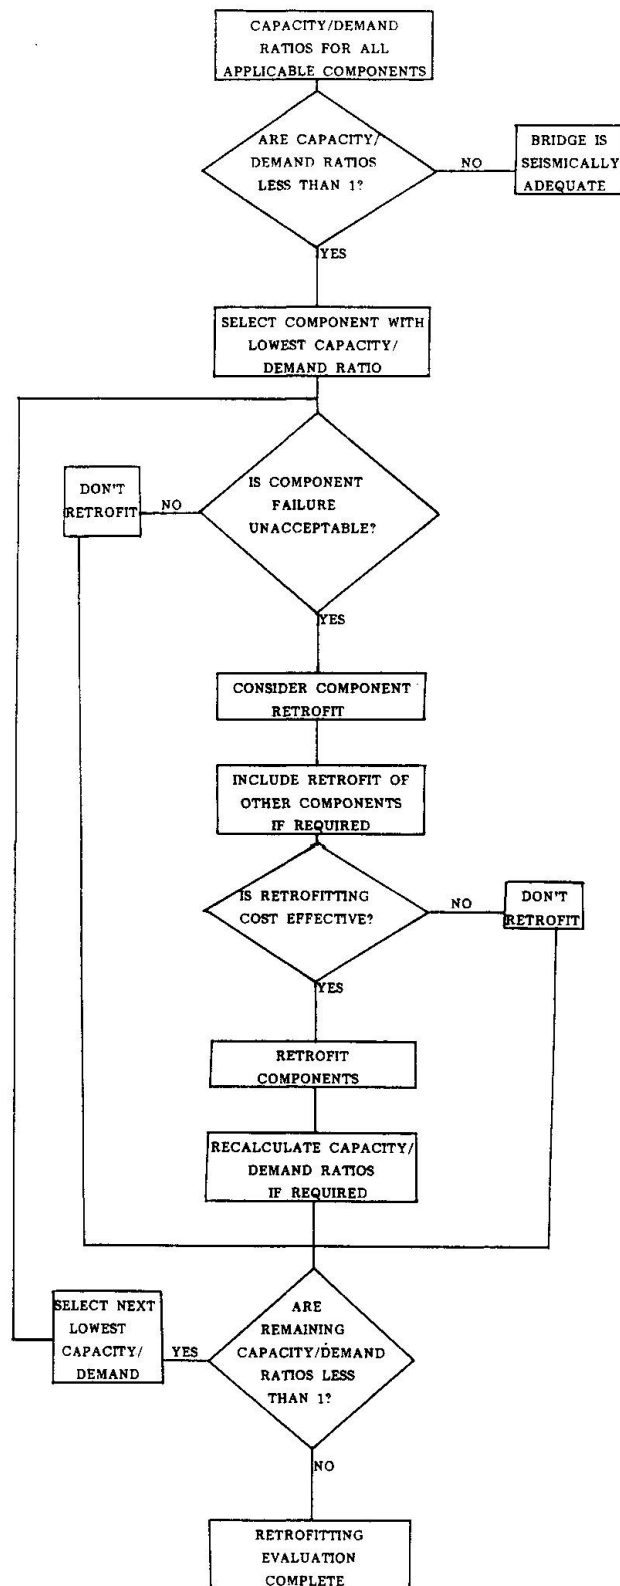 CAPACITY/DEMAND
RATIOS FOR ALL
APPLICABLE COMPONENTS
ARE CAPACITY/
DEMAND RATIOS
LESS THAN 1?
NO
BRIDGE IS
SEISMICALLY
ADEQUATE
YES
SELECT COMPONENT WITH
LOWEST CAPACITY/
DEMAND RATIO
IS COMPONENT
FAILURE
UNACCEPTABLE?
NO
DON'T
RETROFIT
YES
CONSIDER COMPONENT
RETROFIT
INCLUDE RETROFIT OF
OTHER COMPONENTS
IF REQUIRED
IS RETROFITTING
COST EFFECTIVE?
NO
DON'T
RETROFIT
YES
RETROFIT
COMPONENTS
RECALCULATE CAPACITY/
DEMAND RATIOS
IF REQUIRED
ARE
REMAINING
CAPACITY/DEMAND
RATIOS LESS
THAN 1?
YES
SELECT NEXT
LOWEST
CAPACITY/
DEMAND
NO
RETROFITTING
EVALUATION
COMPLETE